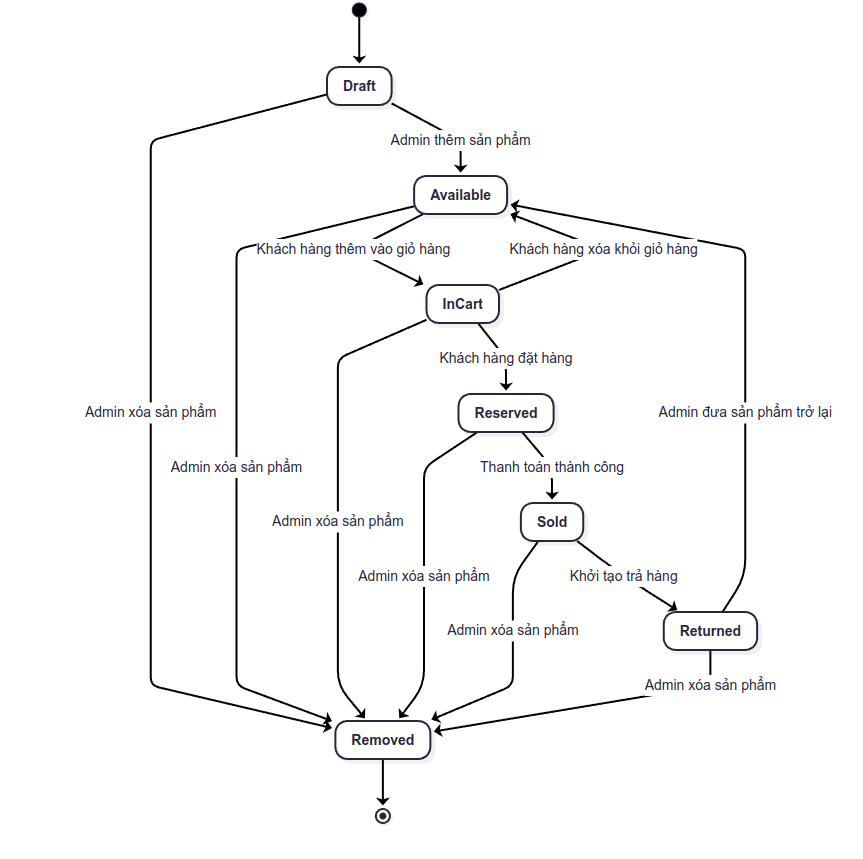 Draft
Admin thêm sản phẩm
Available
Khách hàng thêm vào giỏ hàng
Khách hàng xóa khỏi giỏ hàng
InCart
Khách hàng đặt hàng
Admin xóa sản phẩm
Reserved
Admin đưa sản phẩm trở lại
Admin xóa sản phẩm
Thanh toán thành công
Admin xóa sản phẩm
Sold
Admin xóa sản phẩm
Khởi tạo trả hàng
Admin xóa sản phẩm
Returned
Admin xóa sản phẩm
Removed